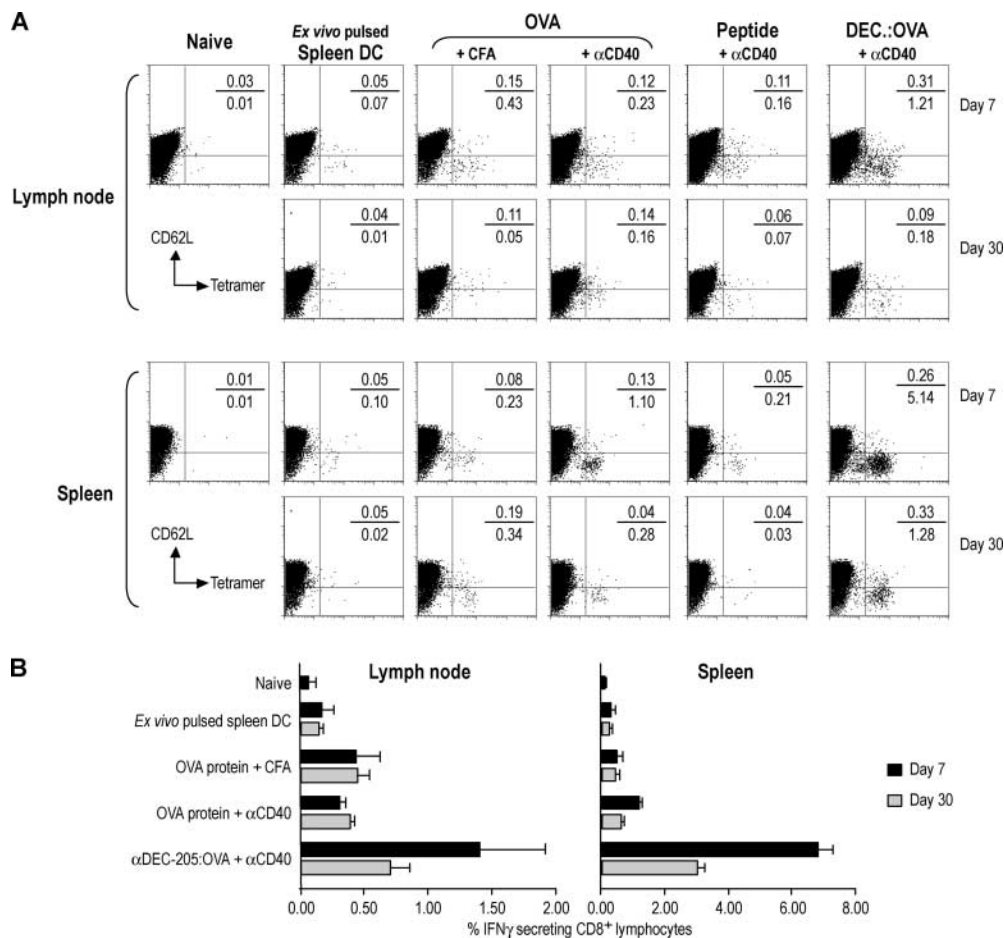 A
Naive
Ex vivo pulsed
Spleen DC
OVA
+ CFA
+ αCD40
Peptide
+ αCD40
DEC.:OVA
+ αCD40
Lymph node
0.03
0.01
0.05
0.07
0.15
0.43
0.12
0.23
0.11
0.16
0.31
1.21
Day 7
CD62L
Tetramer
0.04
0.01
0.11
0.05
0.14
0.16
0.06
0.07
0.09
0.18
Day 30
Spleen
0.01
0.01
0.05
0.10
0.08
0.23
0.13
1.10
0.05
0.21
0.26
5.14
Day 7
CD62L
Tetramer
0.05
0.02
0.19
0.34
0.04
0.28
0.04
0.03
0.33
1.28
Day 30
B
Lymph node
Spleen
Naive
Ex vivo pulsed spleen DC
OVA protein + CFA
OVA protein + αCD40
αDEC-205:OVA + αCD40
Day 7
Day 30
0.00 0.50 1.00 1.50 2.00
0.00 2.00 4.00 6.00 8.00
% IFNγ secreting CD8+ lymphocytes